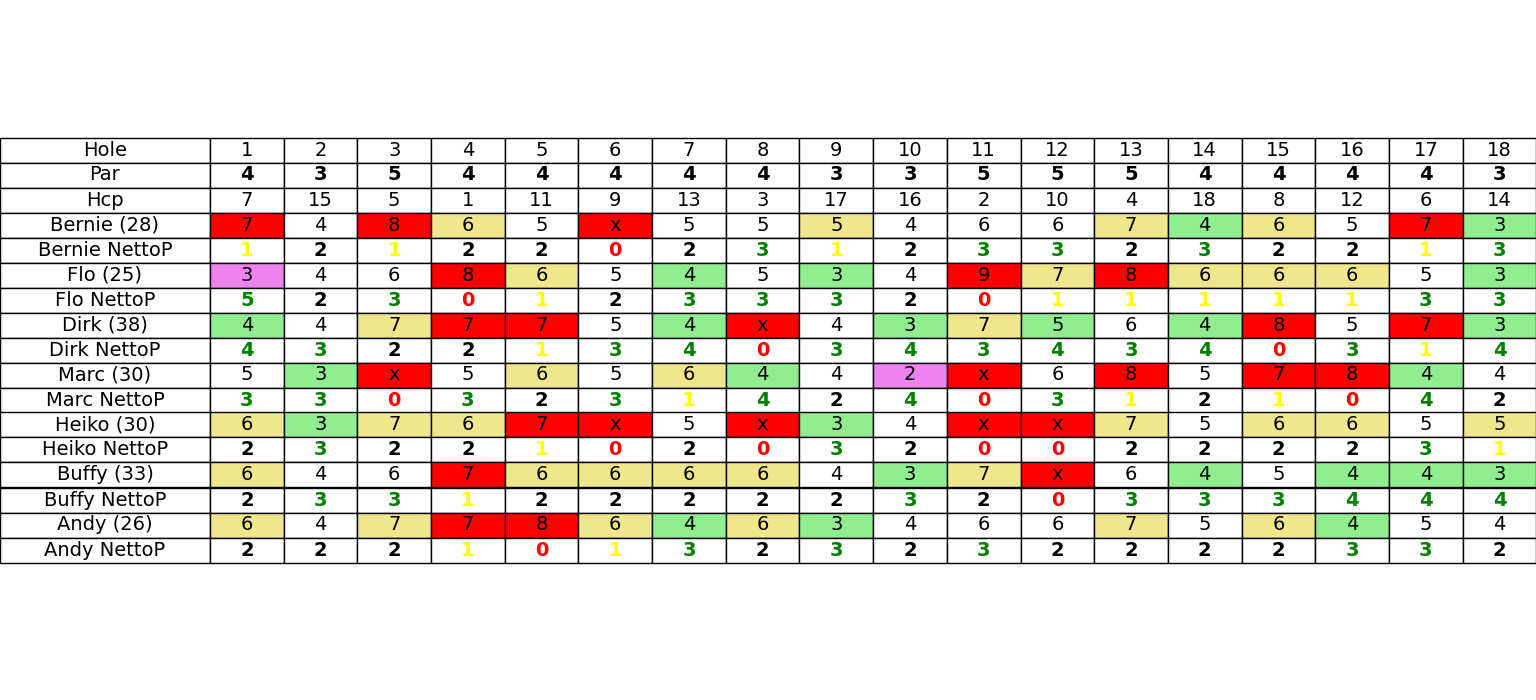 Hole 1 2 3 4 5 6 7 8 9 10 11 12 13 14 15 16 17 18
Par 4 3 5 4 4 4 4 4 3 3 5 5 5 4 4 4 4 3
Hcp 7 15 5 1 11 9 13 3 17 16 2 10 4 18 8 12 6 14
Bernie (28) 7 4 8 6 5 x 5 5 5 4 6 6 7 4 6 5 7 3
Bernie NettoP 1 2 1 2 2 0 2 3 1 2 3 3 2 3 2 2 1 3
Flo (25) 3 4 6 8 6 5 4 5 3 4 9 7 8 6 6 6 5 3
Flo NettoP 5 2 3 0 1 2 3 3 3 2 0 1 1 1 1 1 3 3
Dirk (38) 4 4 7 7 7 5 4 x 4 3 7 5 6 4 8 5 7 3
Dirk NettoP 4 3 2 2 1 3 4 0 3 4 3 4 3 4 0 3 1 4
Marc (30) 5 3 x 5 6 5 6 4 4 2 x 6 8 5 7 8 4 4
Marc NettoP 3 3 0 3 2 3 1 4 2 4 0 3 1 2 1 0 4 2
Heiko (30) 6 3 7 6 7 x 5 x 3 4 x x 7 5 6 6 5 5
Heiko NettoP 2 3 2 2 1 0 2 0 3 2 0 0 2 2 2 2 3 1
Buffy (33) 6 4 6 7 6 6 6 6 4 3 7 x 6 4 5 4 4 3
Buffy NettoP 2 3 3 1 2 2 2 2 2 3 2 0 3 3 3 4 4 4
Andy (26) 6 4 7 7 8 6 4 6 3 4 6 6 7 5 6 4 5 4
Andy NettoP 2 2 2 1 0 1 3 2 3 2 3 2 2 2 2 3 3 2